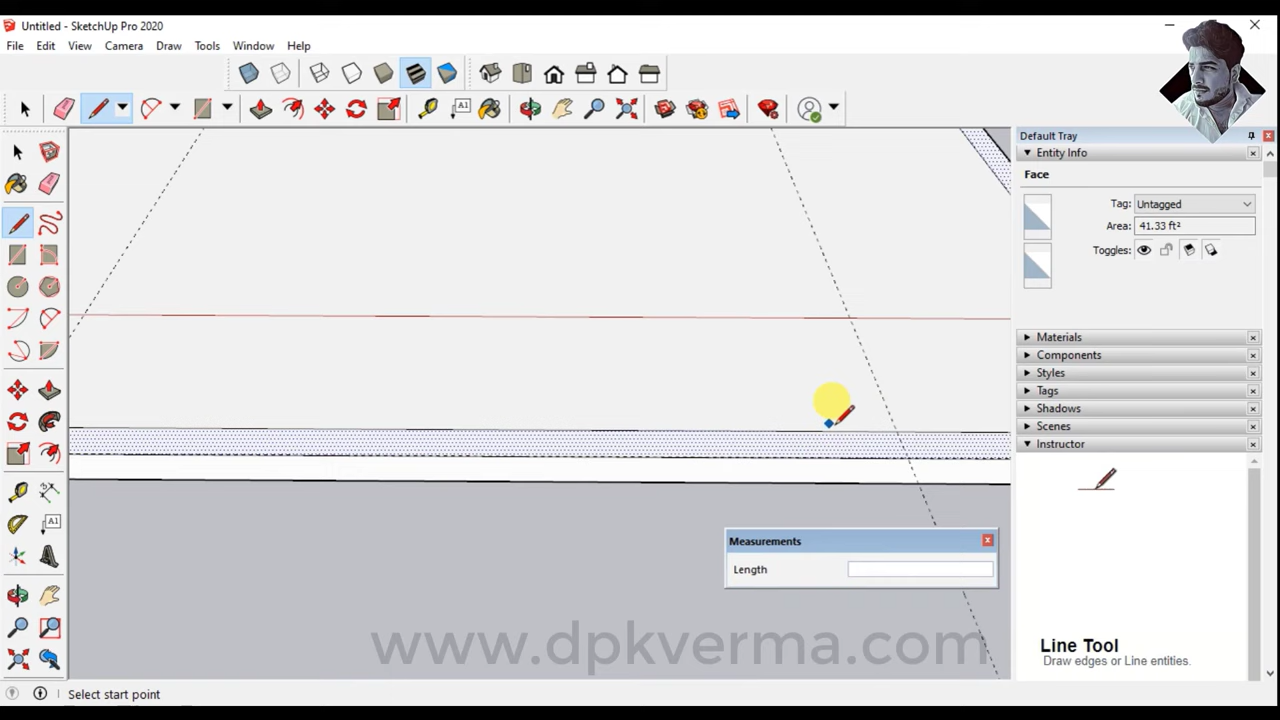 Untitled - SketchUp Pro 2020
File Edit View Camera Draw Tools Window Help
A1
Default Tray
Entity Info
Face
Tag: Untagged
Area: 41.33 ft²
Toggles:
Materials
Components
Styles
Tags
Shadows
Scenes
Instructor
A1
Measurements
Length
Line Tool
Draw edges or Line entities.
www.dpkverma.com
Select start point